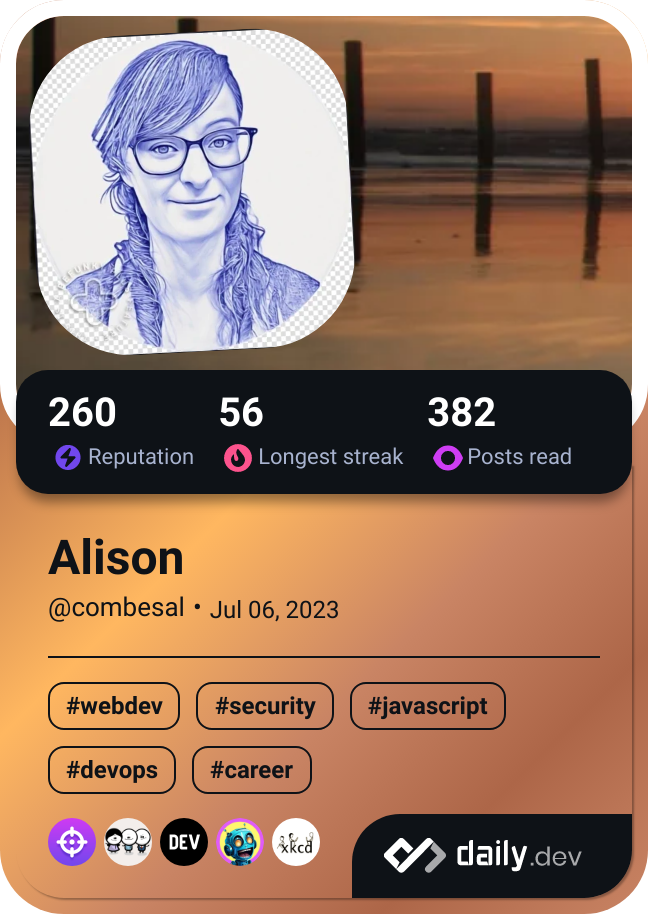 260 56 382
Reputation Longest streak Posts read
Alison
@combesal • Jul 06, 2023
#webdev #security #javascript
#devops #career
DEV xkcd
daily.dev